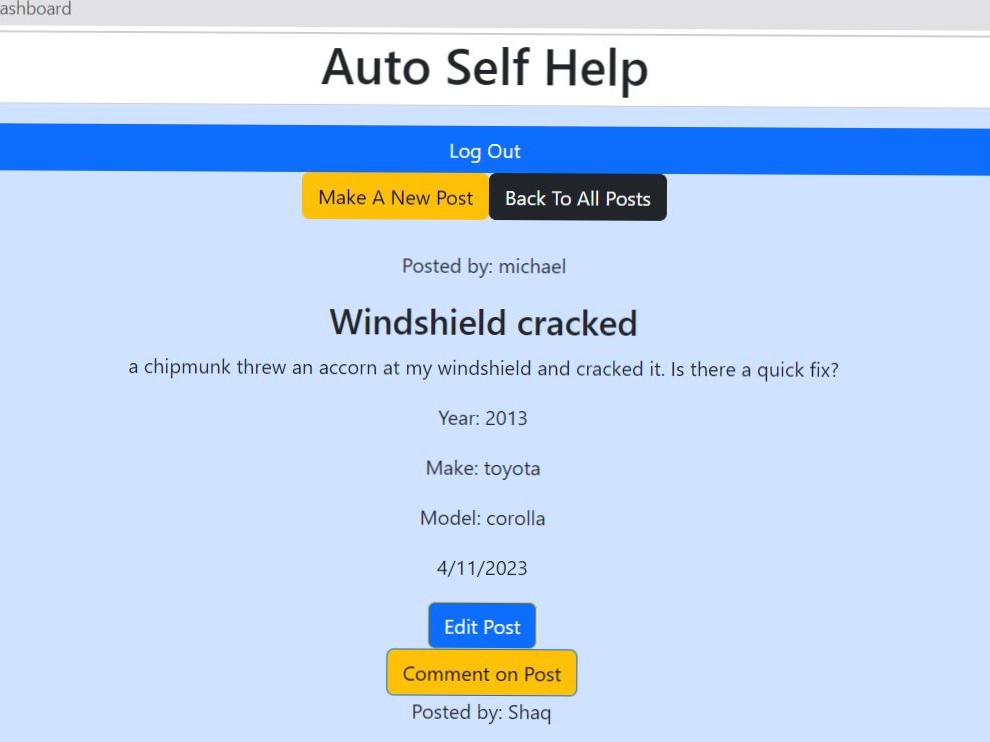 ashboard
Auto Self Help
Log Out
Make A New Post Back To All Posts
Posted by: michael
Windshield cracked
a chipmunk threw an accorn at my windshield and cracked it. Is there a quick fix?
Year: 2013
Make: toyota
Model: corolla
4/11/2023
Edit Post
Comment on Post
Posted by: Shaq